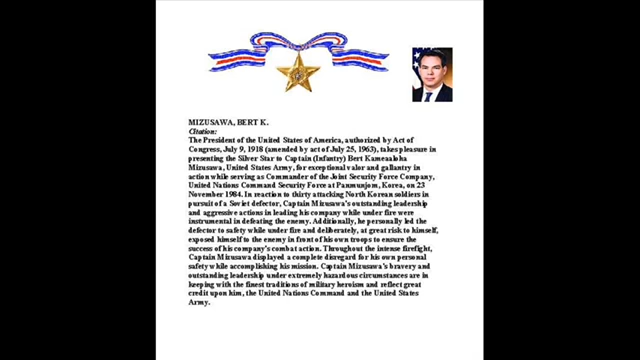 MIZUSAWA, BERT K.
Citation:
The President of the United States of America, authorized by Act of
Congress, July 9, 1918 (amended by act of July 25, 1963), takes pleasure in
presenting the Silver Star to Captain (Infantry) Bert Kameaaloha
Mizusawa, United States Army, for exceptional valor and gallantry in
action while serving as Commander of the Joint Security Force Company,
United Nations Command Security Force at Panmunjom, Korea, on 23
November 1984. In reaction to thirty attacking North Korean soldiers in
pursuit of a Soviet defector, Captain Mizusawa's outstanding leadership
and aggressive actions in leading his company while under fire were
instrumental in defeating the enemy. Additionally, he personally led the
defector to safety while under fire and deliberately, at great risk to himself,
exposed himself to the enemy in front of his own troops to ensure the
success of his company's combat action. Throughout the intense firefight,
Captain Mizusawa displayed a complete disregard for his own personal
safety while accomplishing his mission. Captain Mizusawa's bravery and
outstanding leadership under extremely hazardous circumstances are in
keeping with the finest traditions of military heroism and reflect great
credit upon him, the United Nations Command and the United States
Army.